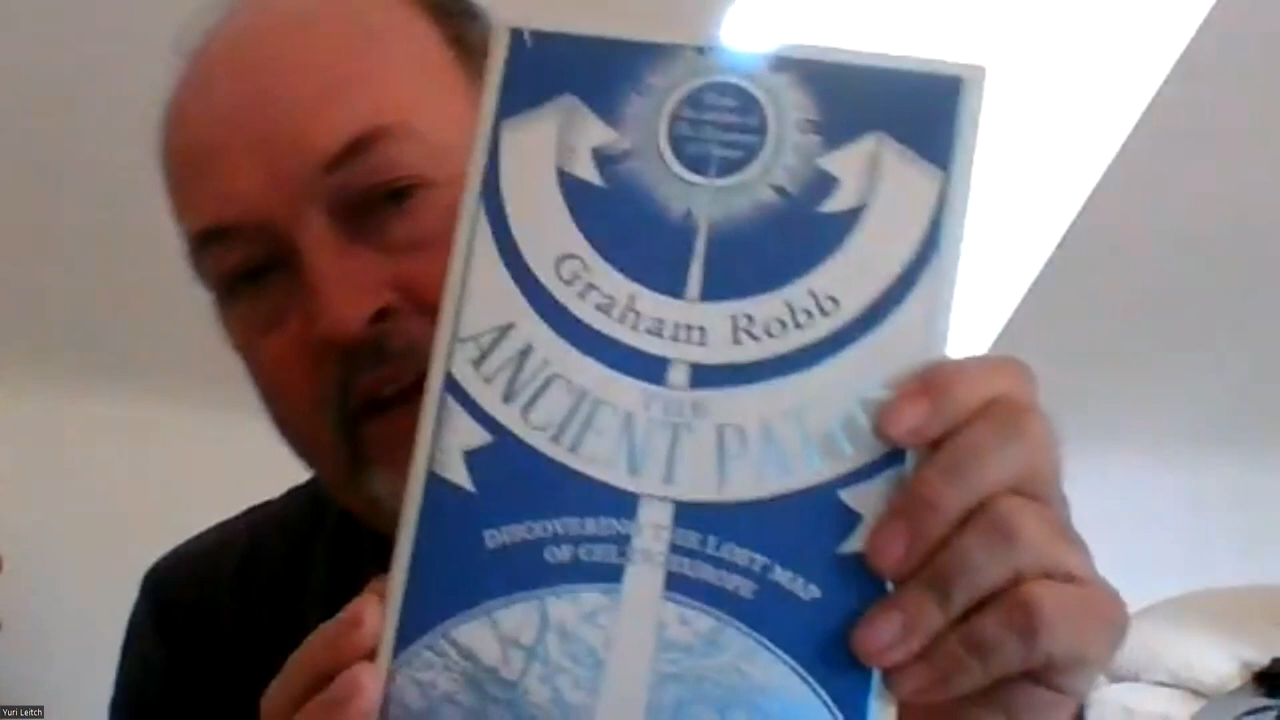 Graham Robb
THE
ANCIENT PATHS
DISCOVERING THE LOST MAP
OF CELTIC EUROPE
Yuri Leitch